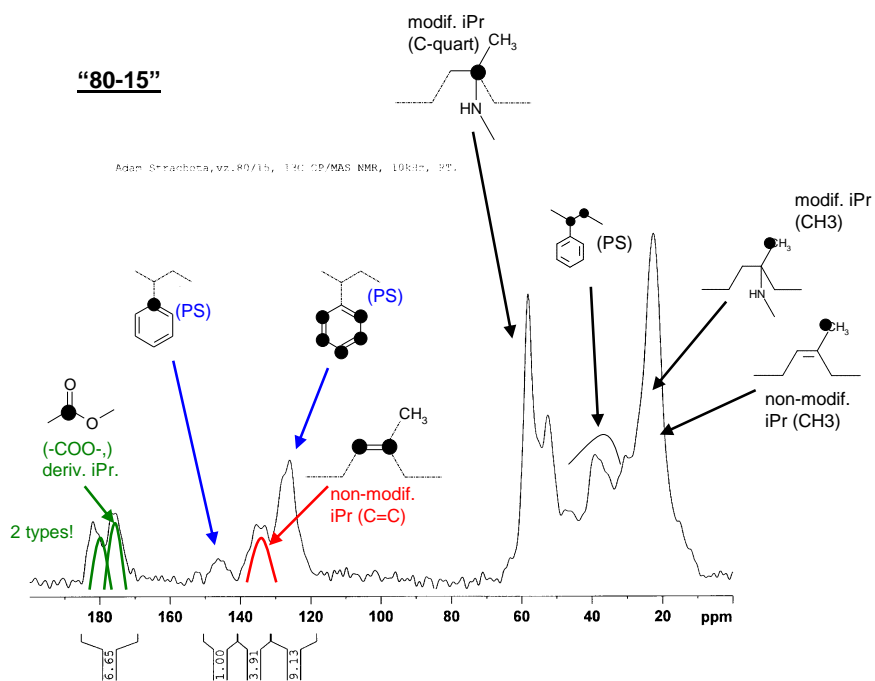 modif. iPr
(C-quart)
CH3
HN
"80-15"
Adam Strachota,vz.80/15, 13C CP/MAS NMR, 10kHz, RT.
(PS)
modif. iPr
(CH3)
CH3
HN
(PS)
(PS)
CH3
non-modif.
iPr (CH3)
O
O
(-COO-,)
deriv. iPr.
CH3
non-modif.
iPr (C=C)
2 types!
180
160
140
120
100
80
60
40
20
ppm
6.65
1.00
3.91
9.13